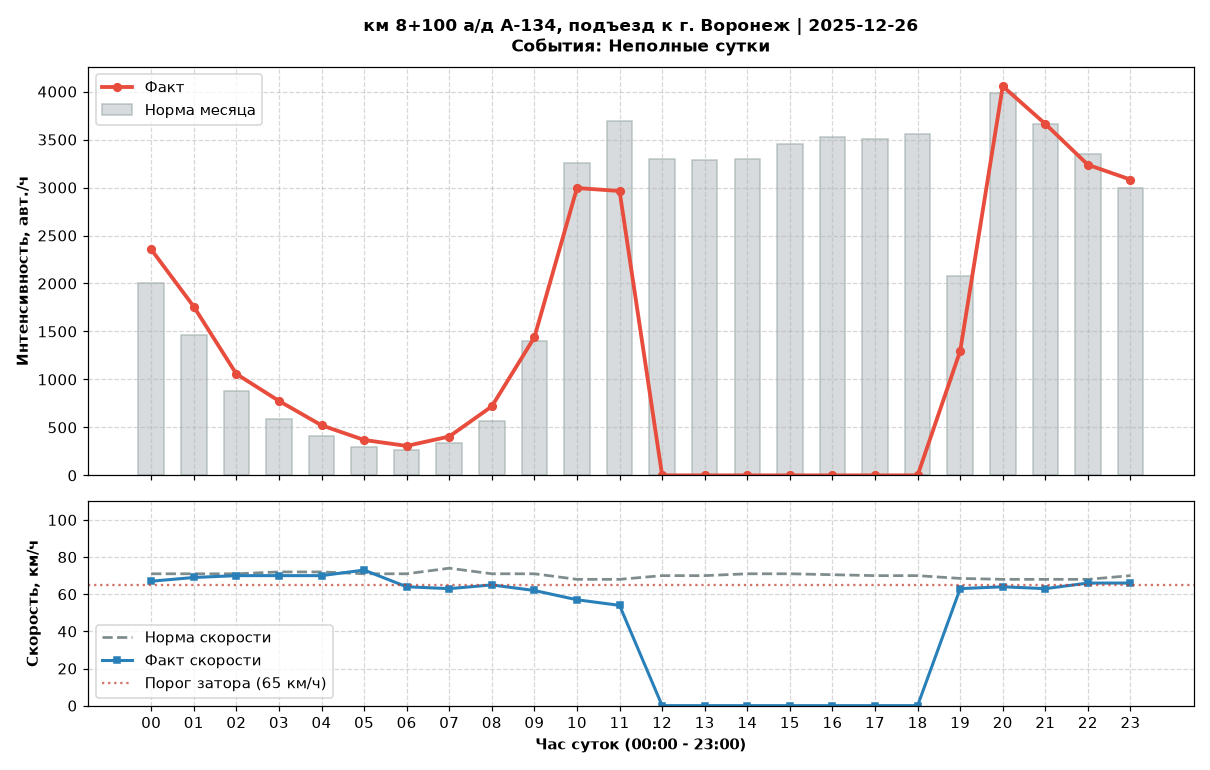 км 8+100 а/д А-134, подъезд к г. Воронеж | 2025-12-26
События: Неполные сутки
Интенсивность, авт./ч
4000
3500
3000
2500
2000
1500
1000
500
0
Факт
Норма месяца
Скорость, км/ч
100
80
60
40
20
0
Норма скорости
Факт скорости
Порог затора (65 км/ч)
00 01 02 03 04 05 06 07 08 09 10 11 12 13 14 15 16 17 18 19 20 21 22 23
Час суток (00:00 - 23:00)